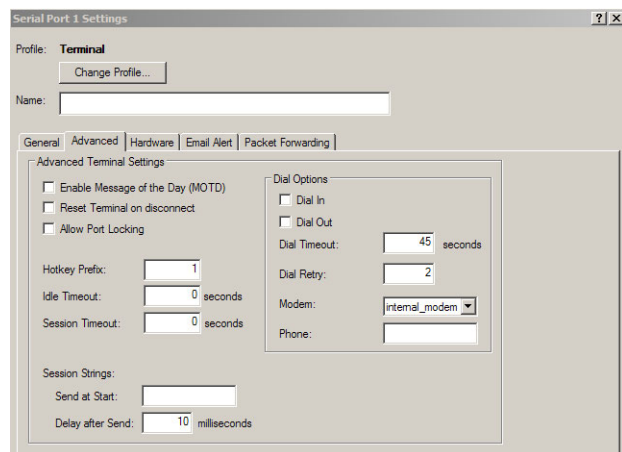 Serial Port 1 Settings
Profile: Terminal
Change Profile...
Name:
General Advanced Hardware Email Alert Packet Forwarding
Advanced Terminal Settings
Enable Message of the Day (MOTD)
Reset Terminal on disconnect
Allow Port Locking
Hotkey Prefix: 1
Idle Timeout: 0 seconds
Session Timeout: 0 seconds
Dial Options
Dial In
Dial Out
Dial Timeout: 45 seconds
Dial Retry: 2
Modem: internal_modem
Phone:
Session Strings:
Send at Start:
Delay after Send: 10 milliseconds